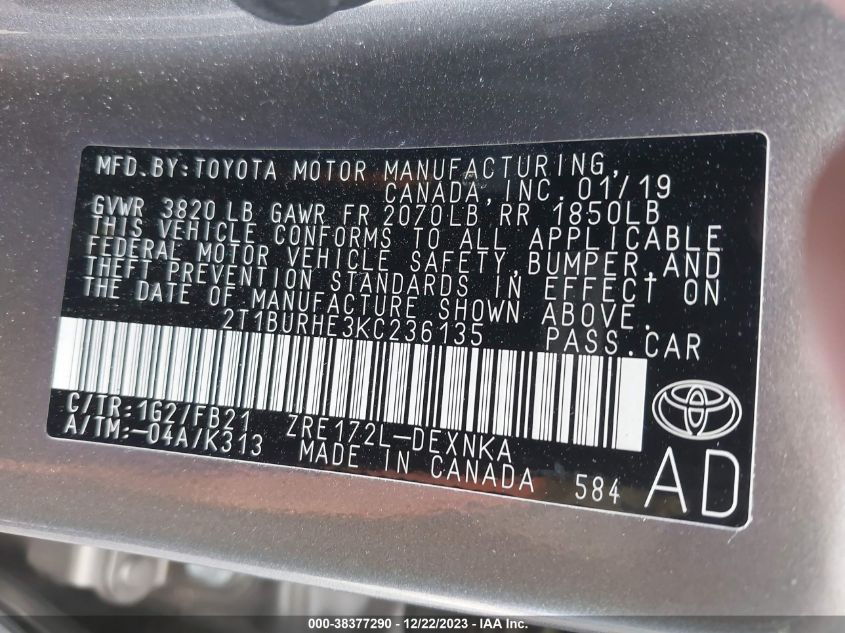 MFD.BY:TOYOTA MOTOR MANUFACTURING,
CANADA,INC. 01/19
GVWR 3820 LB GAWR FR 2070LB RR 1850LB
THIS VEHICLE CONFORMS TO ALL APPLICABLE
FEDERAL MOTOR VEHICLE SAFETY,BUMPER,AND
THEFT PREVENTION STANDARDS IN EFFECT ON
THE DATE OF MANUFACTURE SHOWN ABOVE.
2T1BURHE3KC236135 PASS.CAR
C/TR:1G27FB21 ZRE172L-DEXNKA
A/TM:-04A/K313 MADE IN CANADA 584 AD
000-38377290 - 12/22/2023 - IAA Inc.